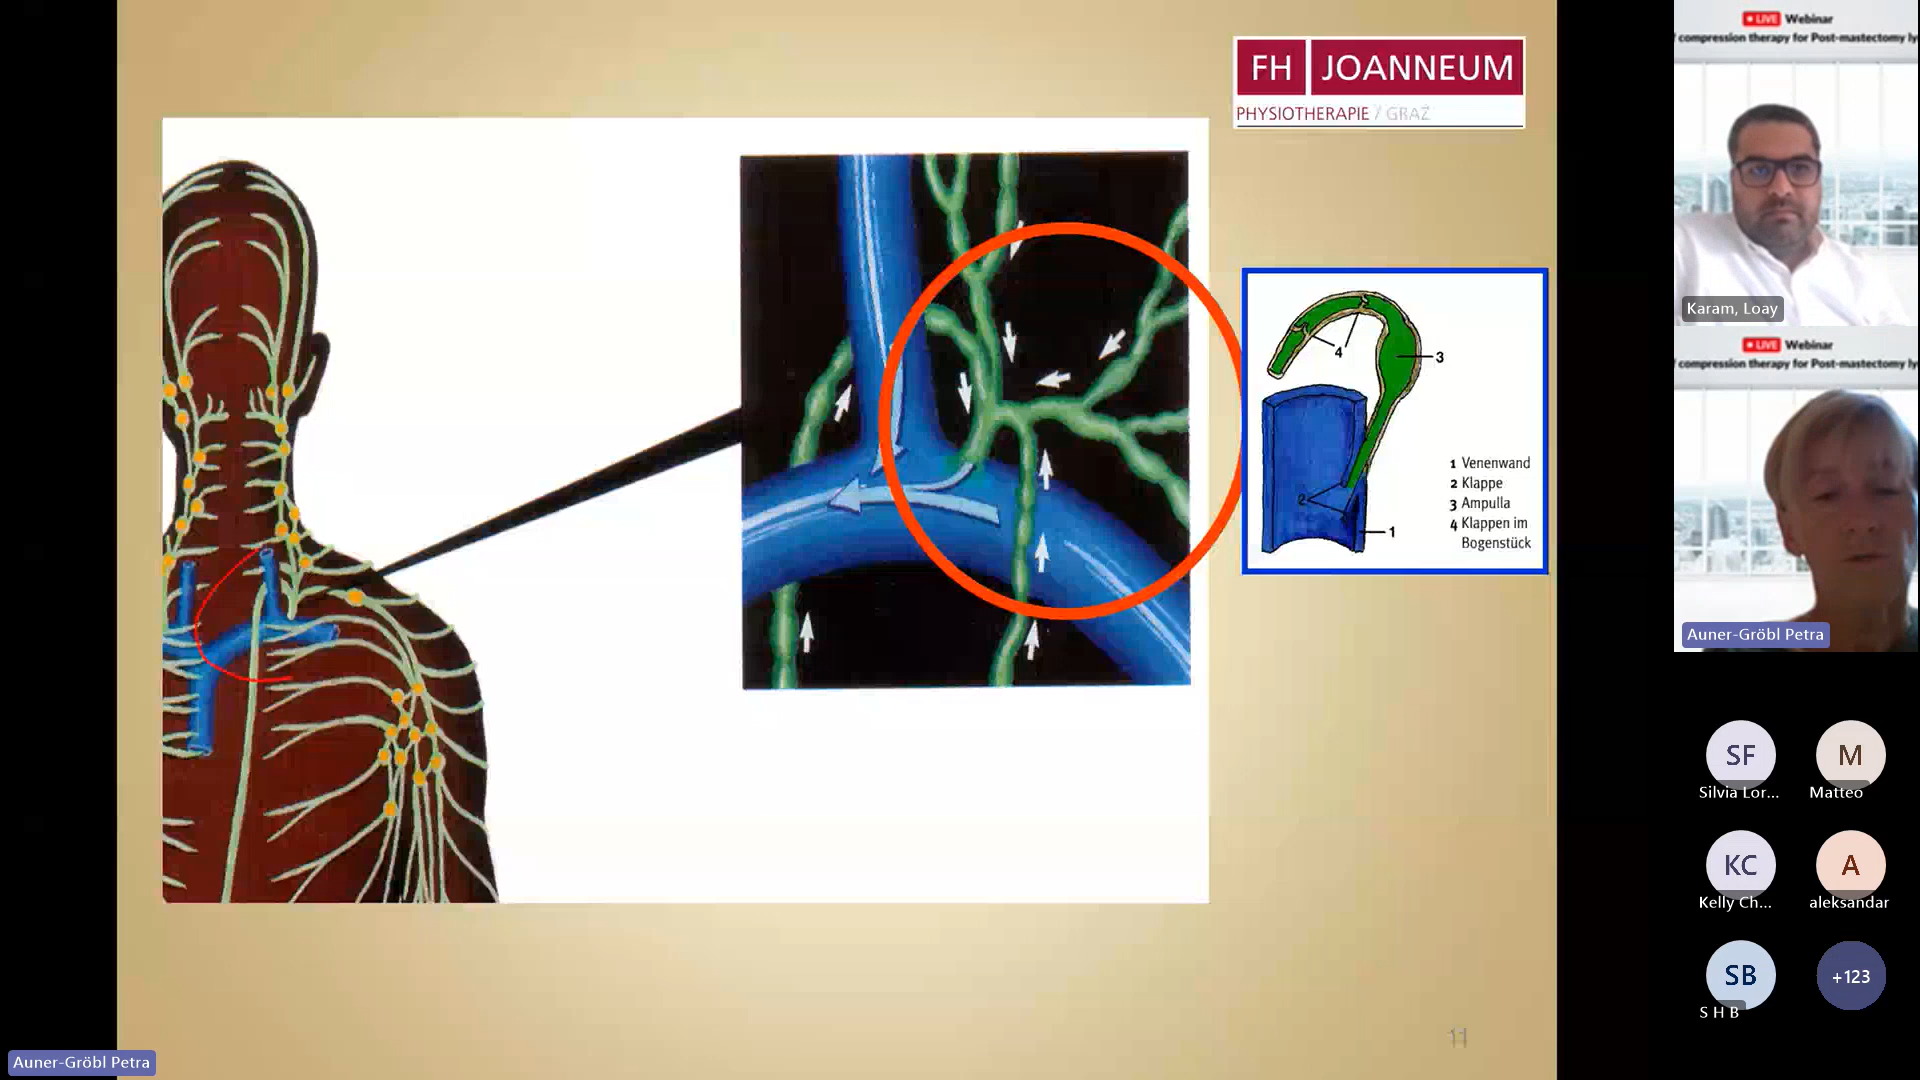 FH JOANNEUM
PHYSIOTHERAPIE / GRAZ
4
3
2
1
1 Venenwand
2 Klappe
3 Ampulla
4 Klappen im
Bogenstück
11
LIVE Webinar
compression therapy for Post-mastectomy ly
Karam, Loay
LIVE Webinar
compression therapy for Post-mastectomy ly
Auner-Gröbl Petra
SF
Silvia Lor...
M
Matteo
KC
Kelly Ch...
A
aleksandar
SB
S H B
+123
Auner-Gröbl Petra